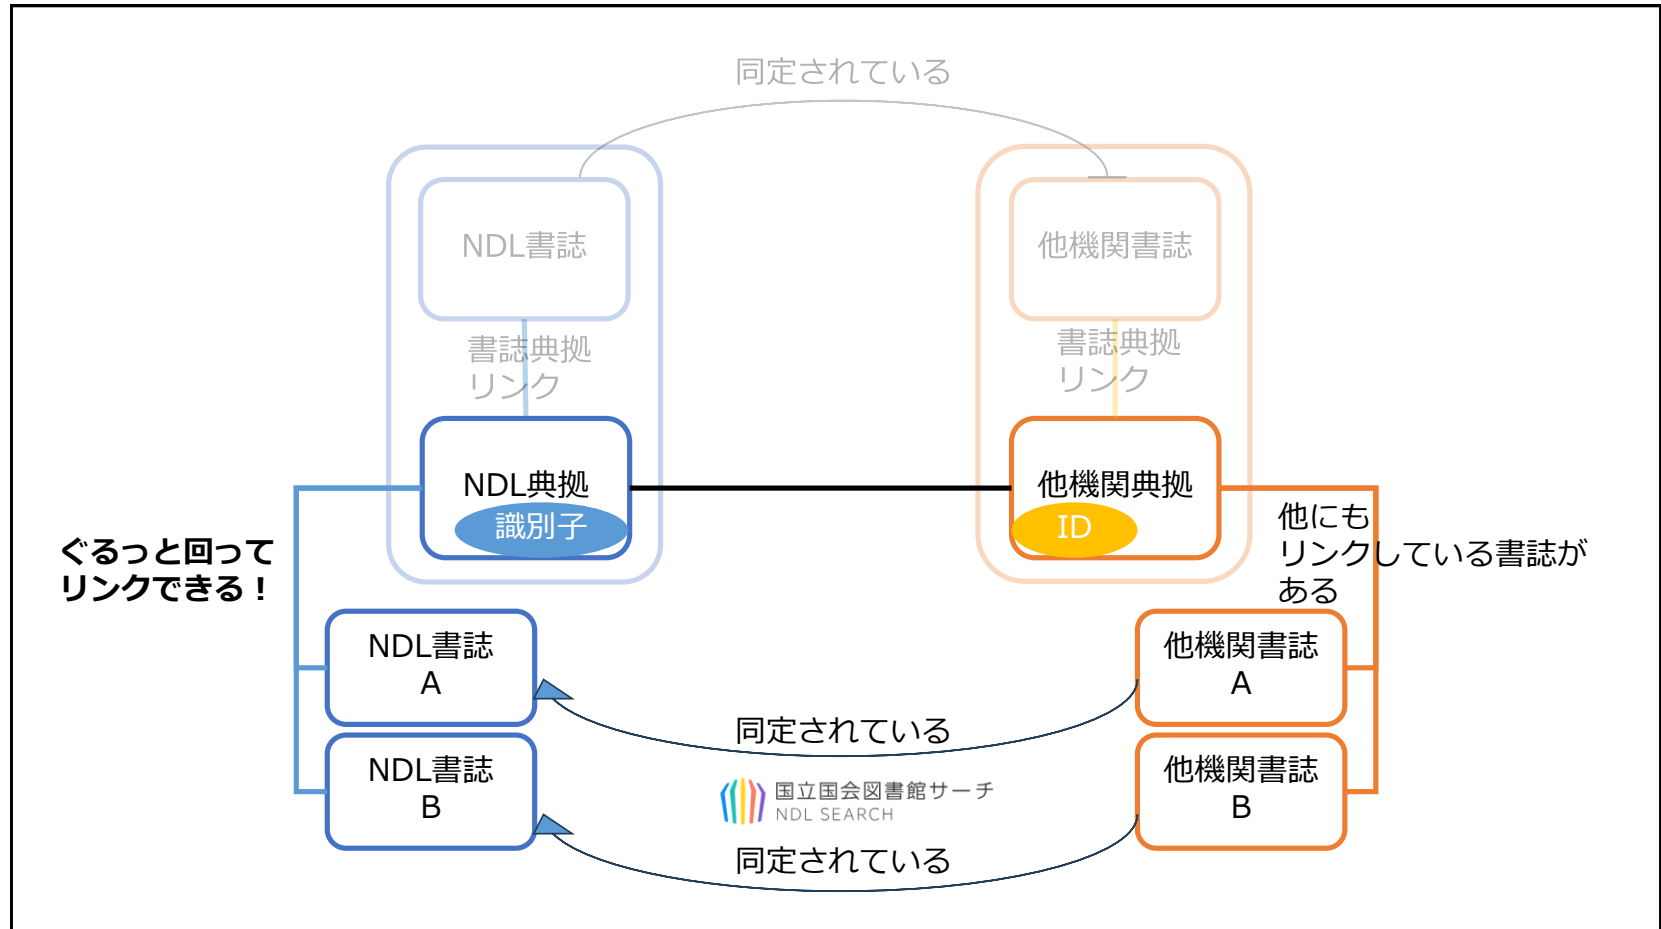 同定されている
NDL書誌
他機関書誌
書誌典拠
リンク
書誌典拠
リンク
NDL典拠
識別子
他機関典拠
ID
ぐるっと回って
リンクできる！
他にも
リンクしている書誌が
ある
NDL書誌
A
他機関書誌
A
同定されている
NDL書誌
B
他機関書誌
B
国立国会図書館サーチ
NDL SEARCH
同定されている